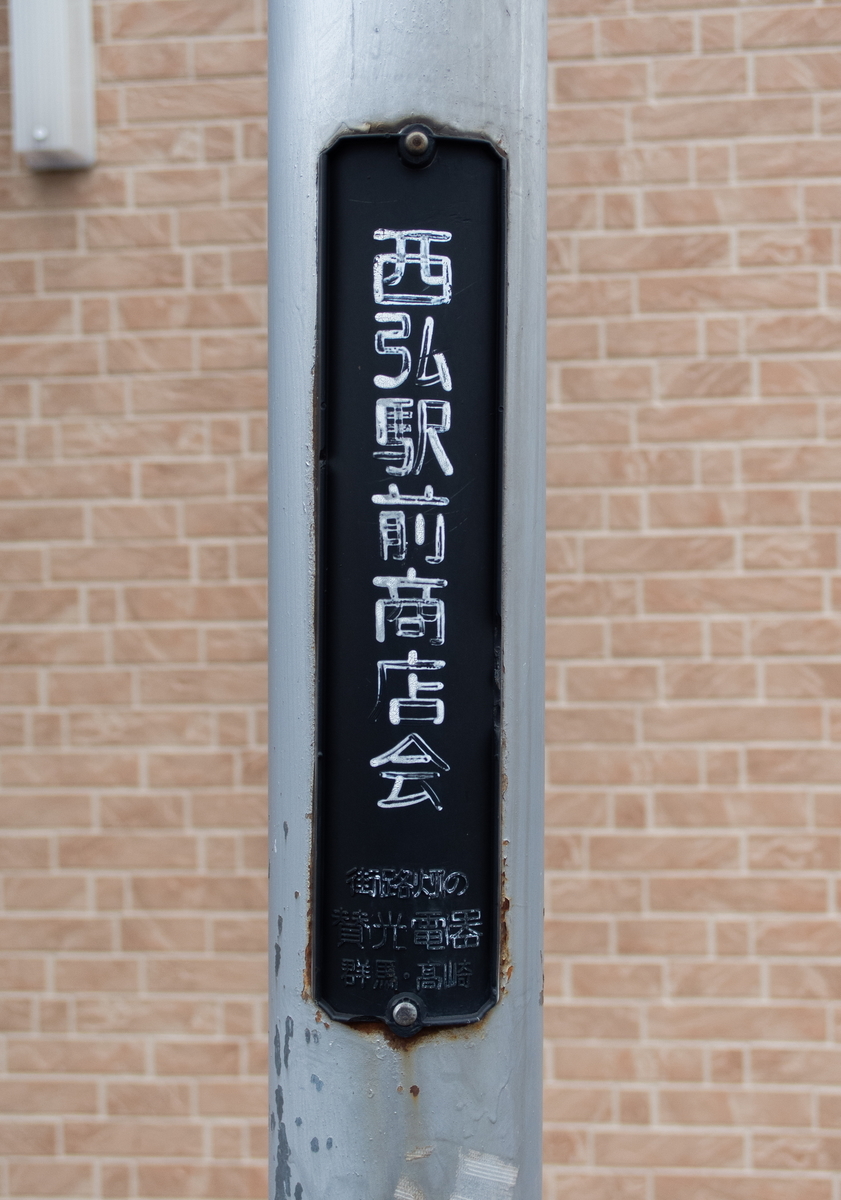 西弘駅前商店会
街路灯の
賛光電器
群馬・高崎